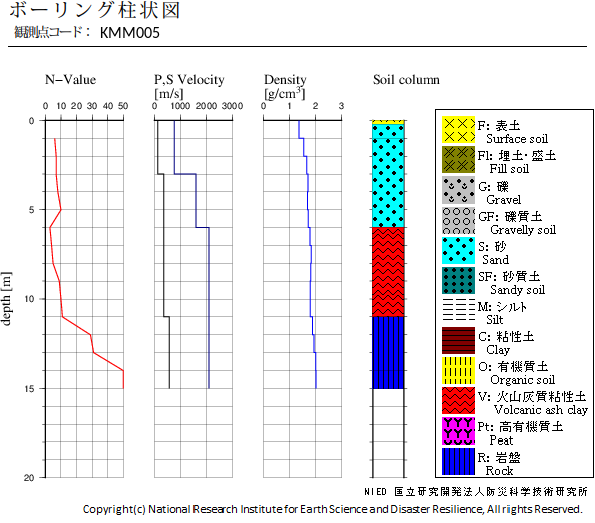 ボーリング柱状図
観測点コード： KMM005
N-Value
P,S Velocity
[m/s]
Density
[g/cm³]
Soil column
0 10 20 30 40 50
0 1000 2000 3000
0 1 2 3
0
5
10
15
20
depth [m]
F: 表土
Surface soil
Fl: 埋土・盛土
Fill soil
G: 礫
Gravel
GF: 礫質土
Gravelly soil
S: 砂
Sand
SF: 砂質土
Sandy soil
M: シルト
Silt
C: 粘性土
Clay
O: 有機質土
Organic soil
V: 火山灰質粘性土
Volcanic ash clay
Pt: 高有機質土
Peat
R: 岩盤
Rock
NIED 国立研究開発法人防災科学技術研究所
Copyright(c) National Research Institute for Earth Science and Disaster Resilience, All rights Reserved.